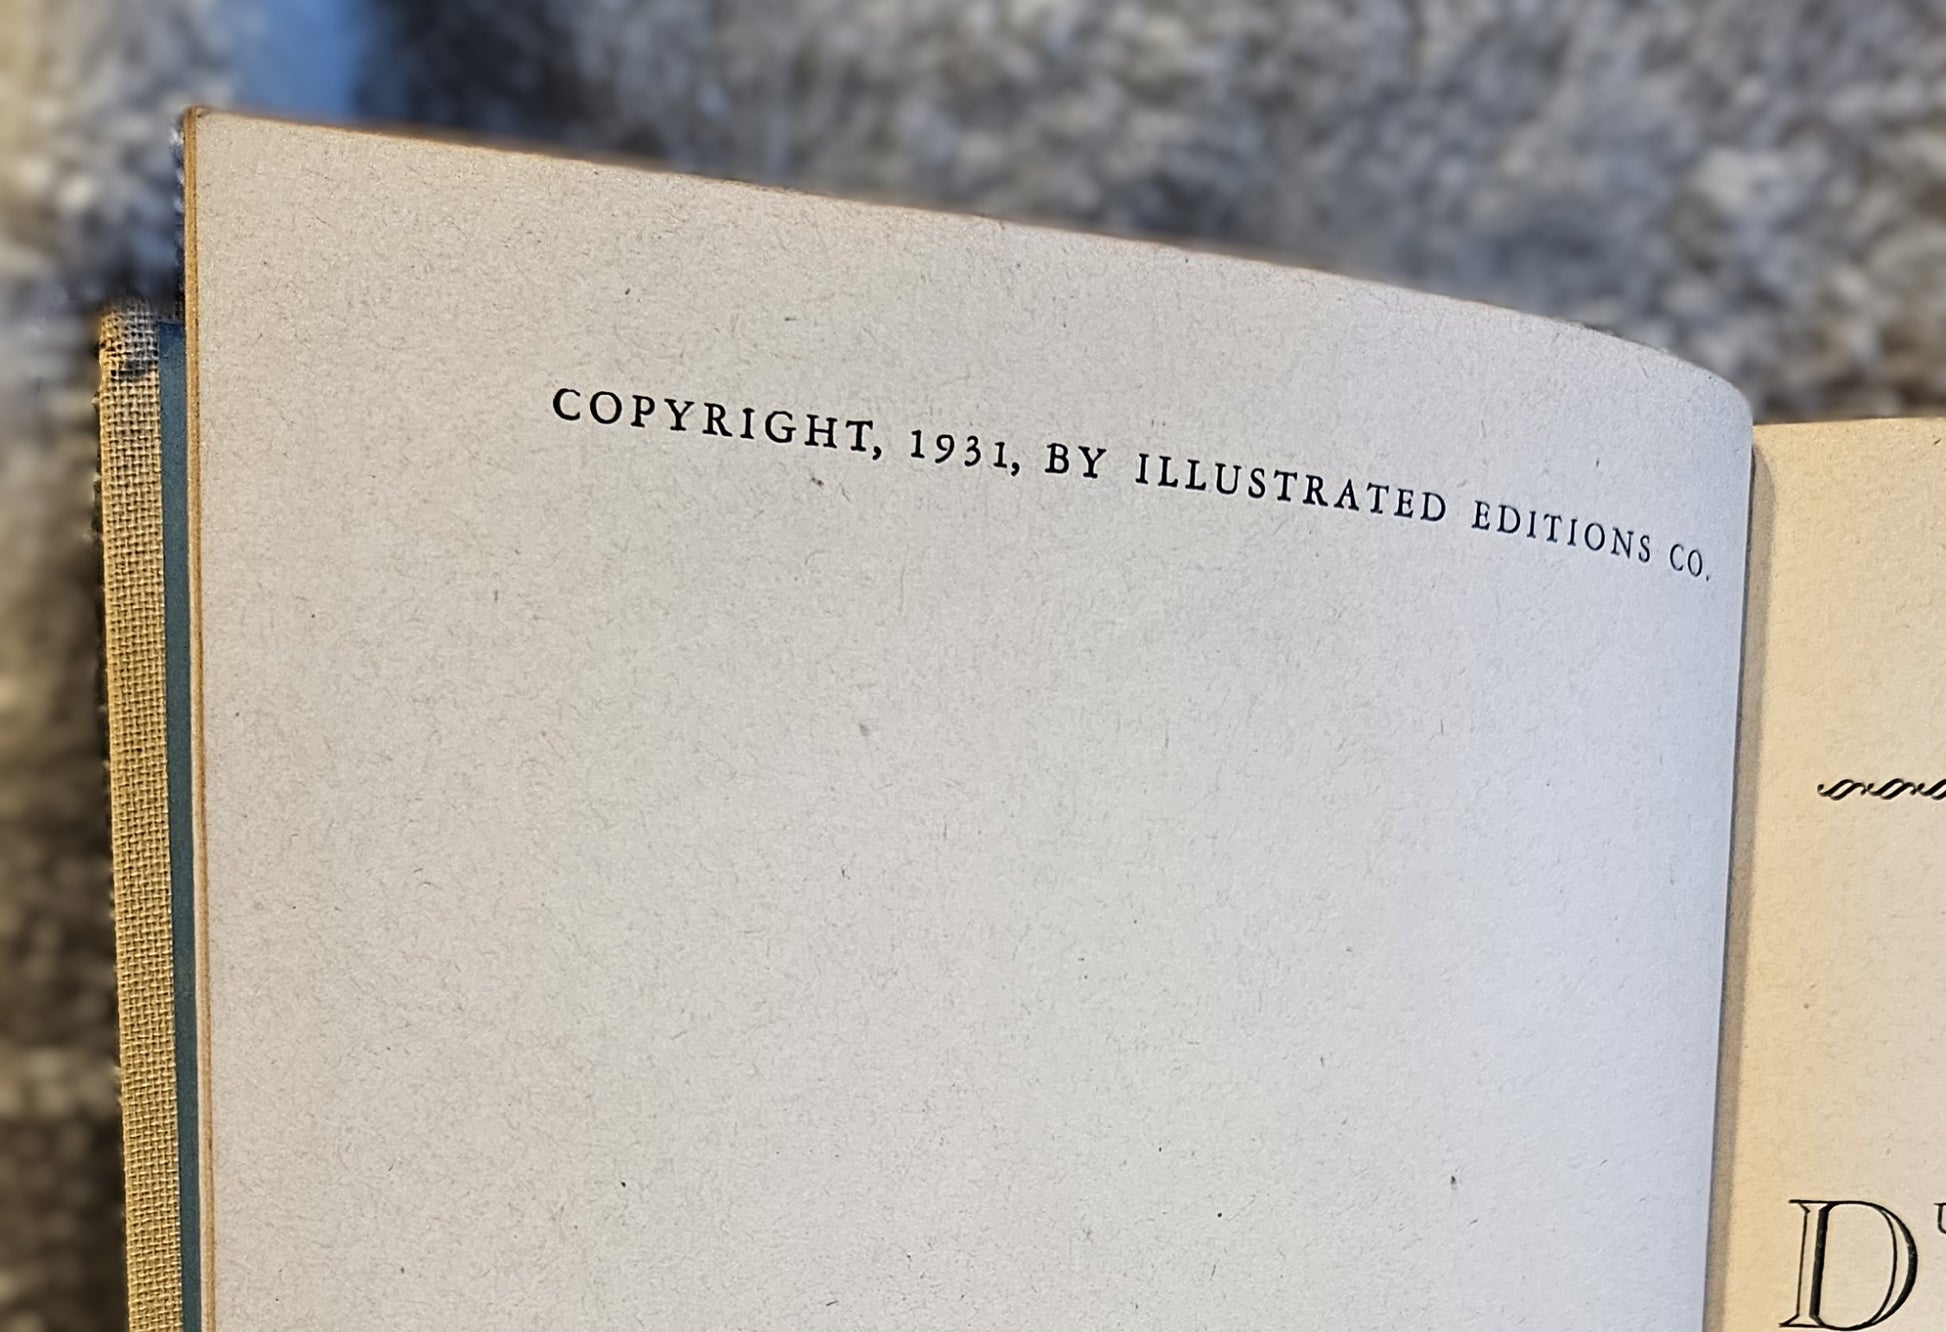 COPYRIGHT, 1931, BY ILLUSTRATED EDITIONS CO.